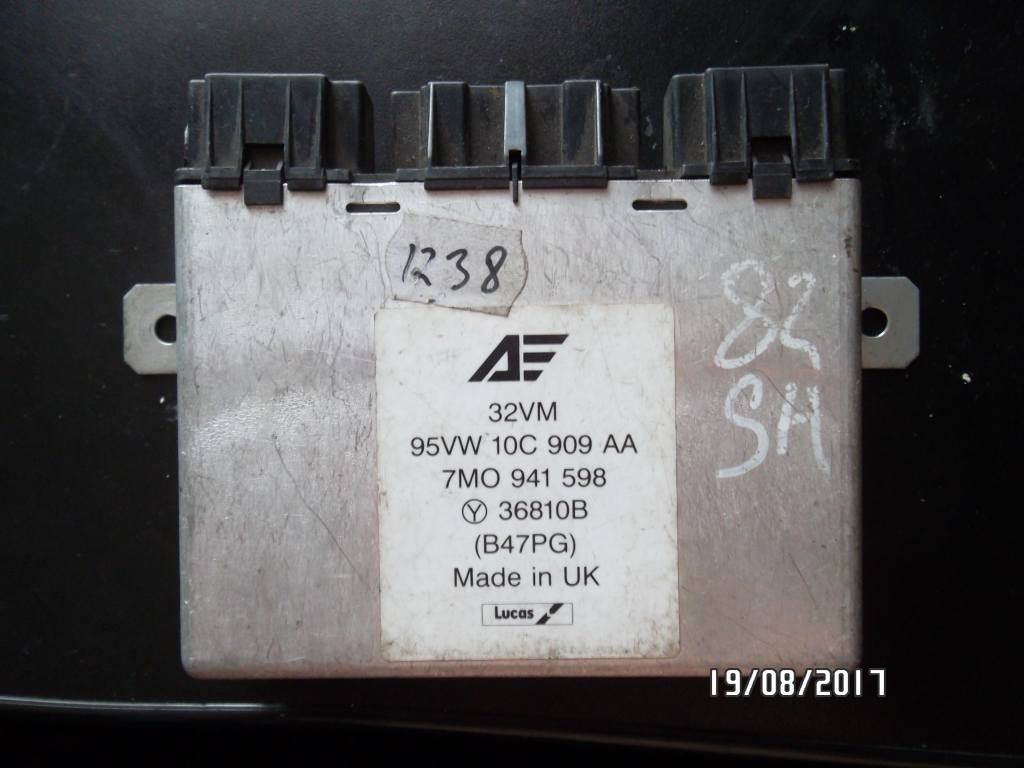 1238
82
SH
AE
32VM
95VW 10C 909 AA
7MO 941 598
Y 36810B
(B47PG)
Made in UK
Lucas
19/08/2017